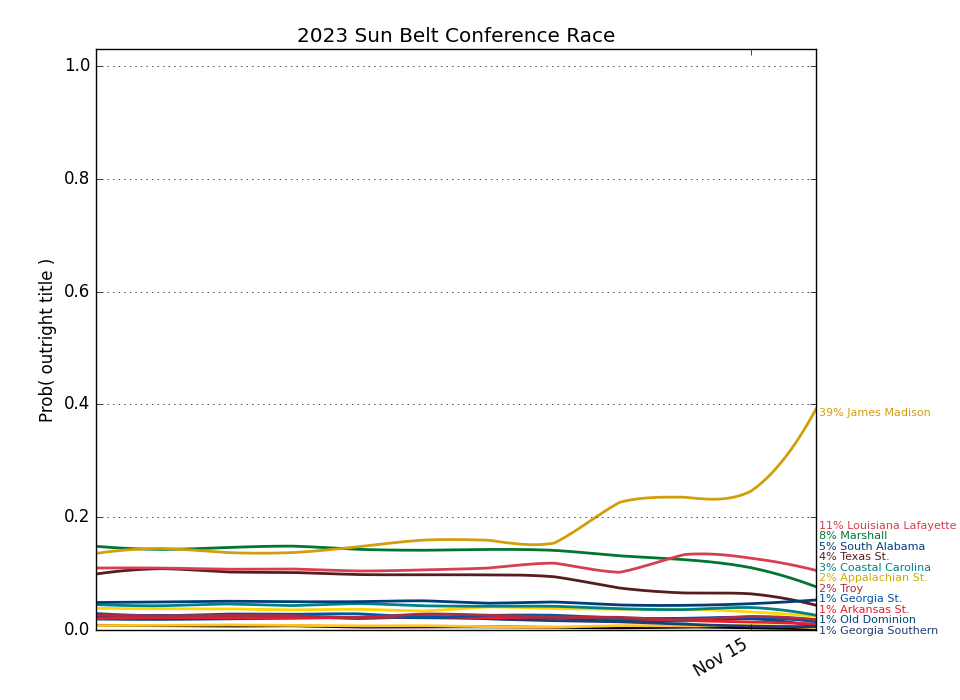 2023 Sun Belt Conference Race
1.0
0.8
0.6
0.4
0.2
0.0
Prob( outright title )
Nov 15
39% James Madison
11% Louisiana Lafayette
8% Marshall
5% South Alabama
4% Texas St.
3% Coastal Carolina
2% Appalachian St.
2% Troy
1% Georgia St.
1% Arkansas St.
1% Old Dominion
1% Georgia Southern